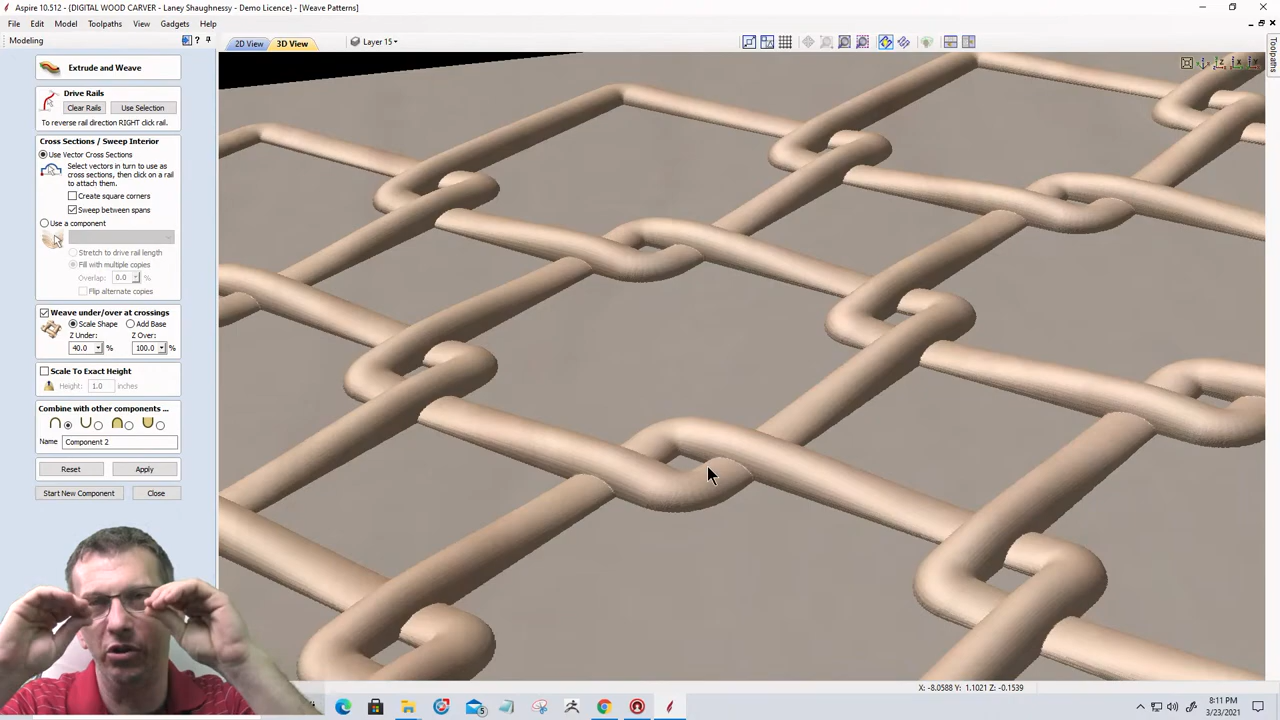 Aspire 10.512 - {DIGITAL WOOD CARVER - Laney Shaughnessy - Demo Licence} - [Weave Patterns]
File Edit Model Toolpaths View Gadgets Help
Modeling
2D View 3D View Layer 15
Toolpaths
Extrude and Weave
Drive Rails
Clear Rails Use Selection
To reverse rail direction RIGHT click rail.
Cross Sections / Sweep Interior
Use Vector Cross Sections
Select vectors in turn to use as
cross sections, then click on a rail
to attach them.
Create square corners
Sweep between spans
Use a component
Stretch to drive rail length
Fill with multiple copies
Overlap: 0.0 %
Flip alternate copies
Weave under/over at crossings
Scale Shape Add Base
Z Under: Z Over:
40.0 % 100.0 %
Scale To Exact Height
Height: 1.0 inches
Combine with other components ...
Name Component 2
Reset Apply
Start New Component Close
X: -8.0588 Y: 1.1021 Z: -0.1539
5
8:11 PM
3/23/2021